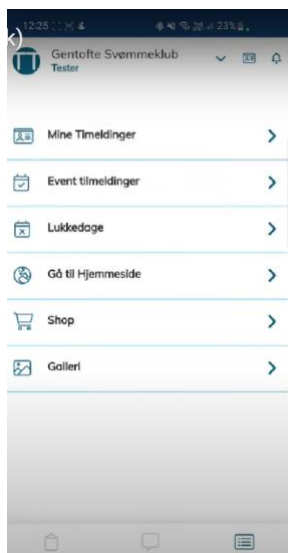 12:25 23%
k)
Gentofte Svømmeklub
Tester
Mine Timeldinger
Event tilmeldinger
Lukkedage
Gå til Hjemmeside
Shop
Galleri